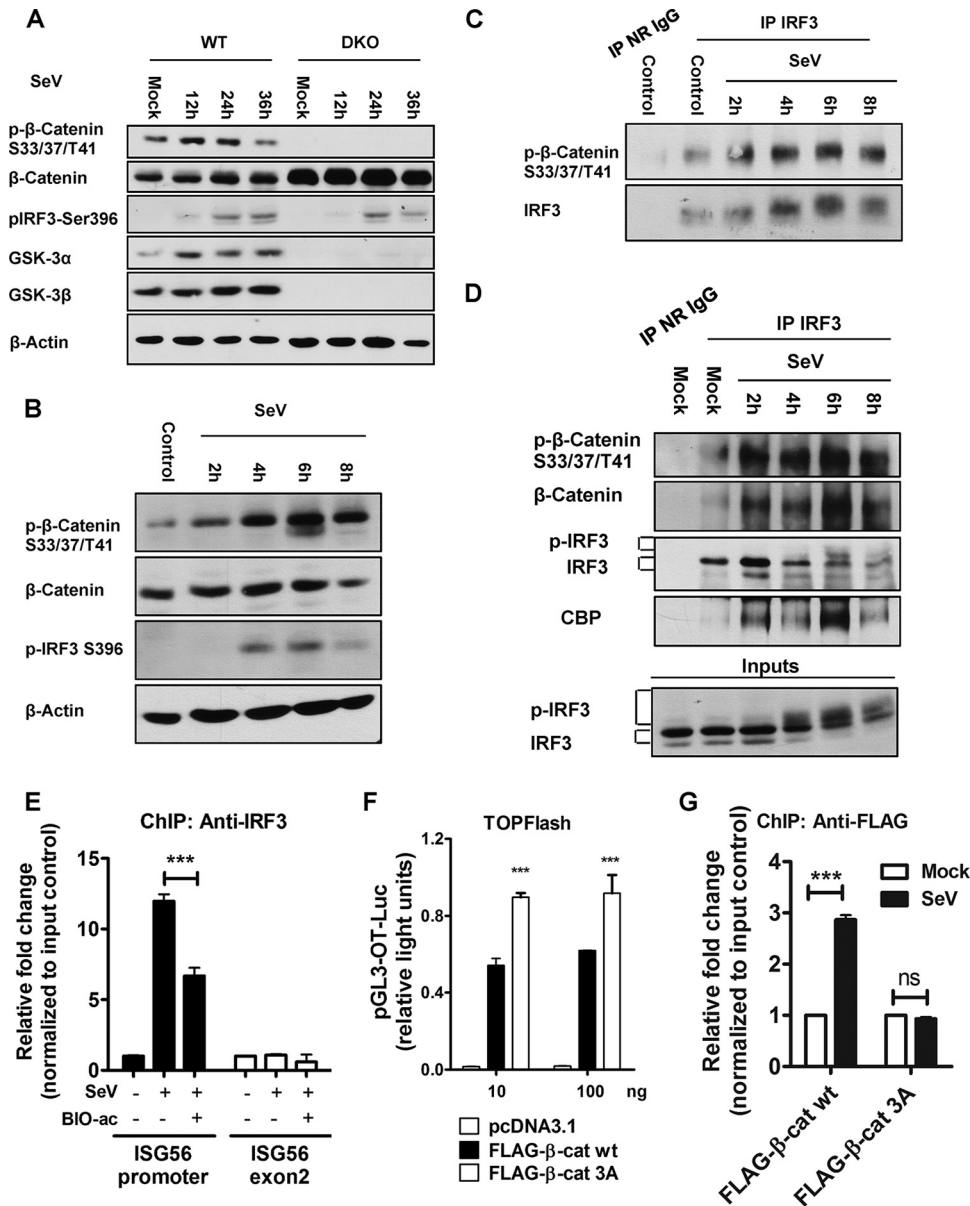 A
WT DKO
SeV
Mock 12h 24h 36h Mock 12h 24h 36h
p-β-Catenin
S33/37/T41
β-Catenin
pIRF3-Ser396
GSK-3α
GSK-3β
β-Actin
B
SeV
Control 2h 4h 6h 8h
p-β-Catenin
S33/37/T41
β-Catenin
p-IRF3 S396
β-Actin
C
IP NR IgG
IP IRF3
SeV
Control Control 2h 4h 6h 8h
p-β-Catenin
S33/37/T41
IRF3
D
IP NR IgG
IP IRF3
SeV
Mock Mock 2h 4h 6h 8h
p-β-Catenin
S33/37/T41
β-Catenin
p-IRF3
IRF3
CBP
Inputs
p-IRF3
IRF3
E
ChIP: Anti-IRF3
Relative fold change
(normalized to input control)
15
10
5
0
***
SeV - + + - + +
BIO-ac - - + - - +
ISG56
promoter
ISG56
exon2
F
TOPFlash
pGL3-OT-Luc
(relative light units)
1.2
0.9
0.6
0.3
0.0
*** ***
10 100 ng
pcDNA3.1
FLAG-β-cat wt
FLAG-β-cat 3A
G
ChIP: Anti-FLAG
Relative fold change
(normalized to input control)
4
3
2
1
0
***
ns
Mock
SeV
FLAG-β-cat wt
FLAG-β-cat 3A